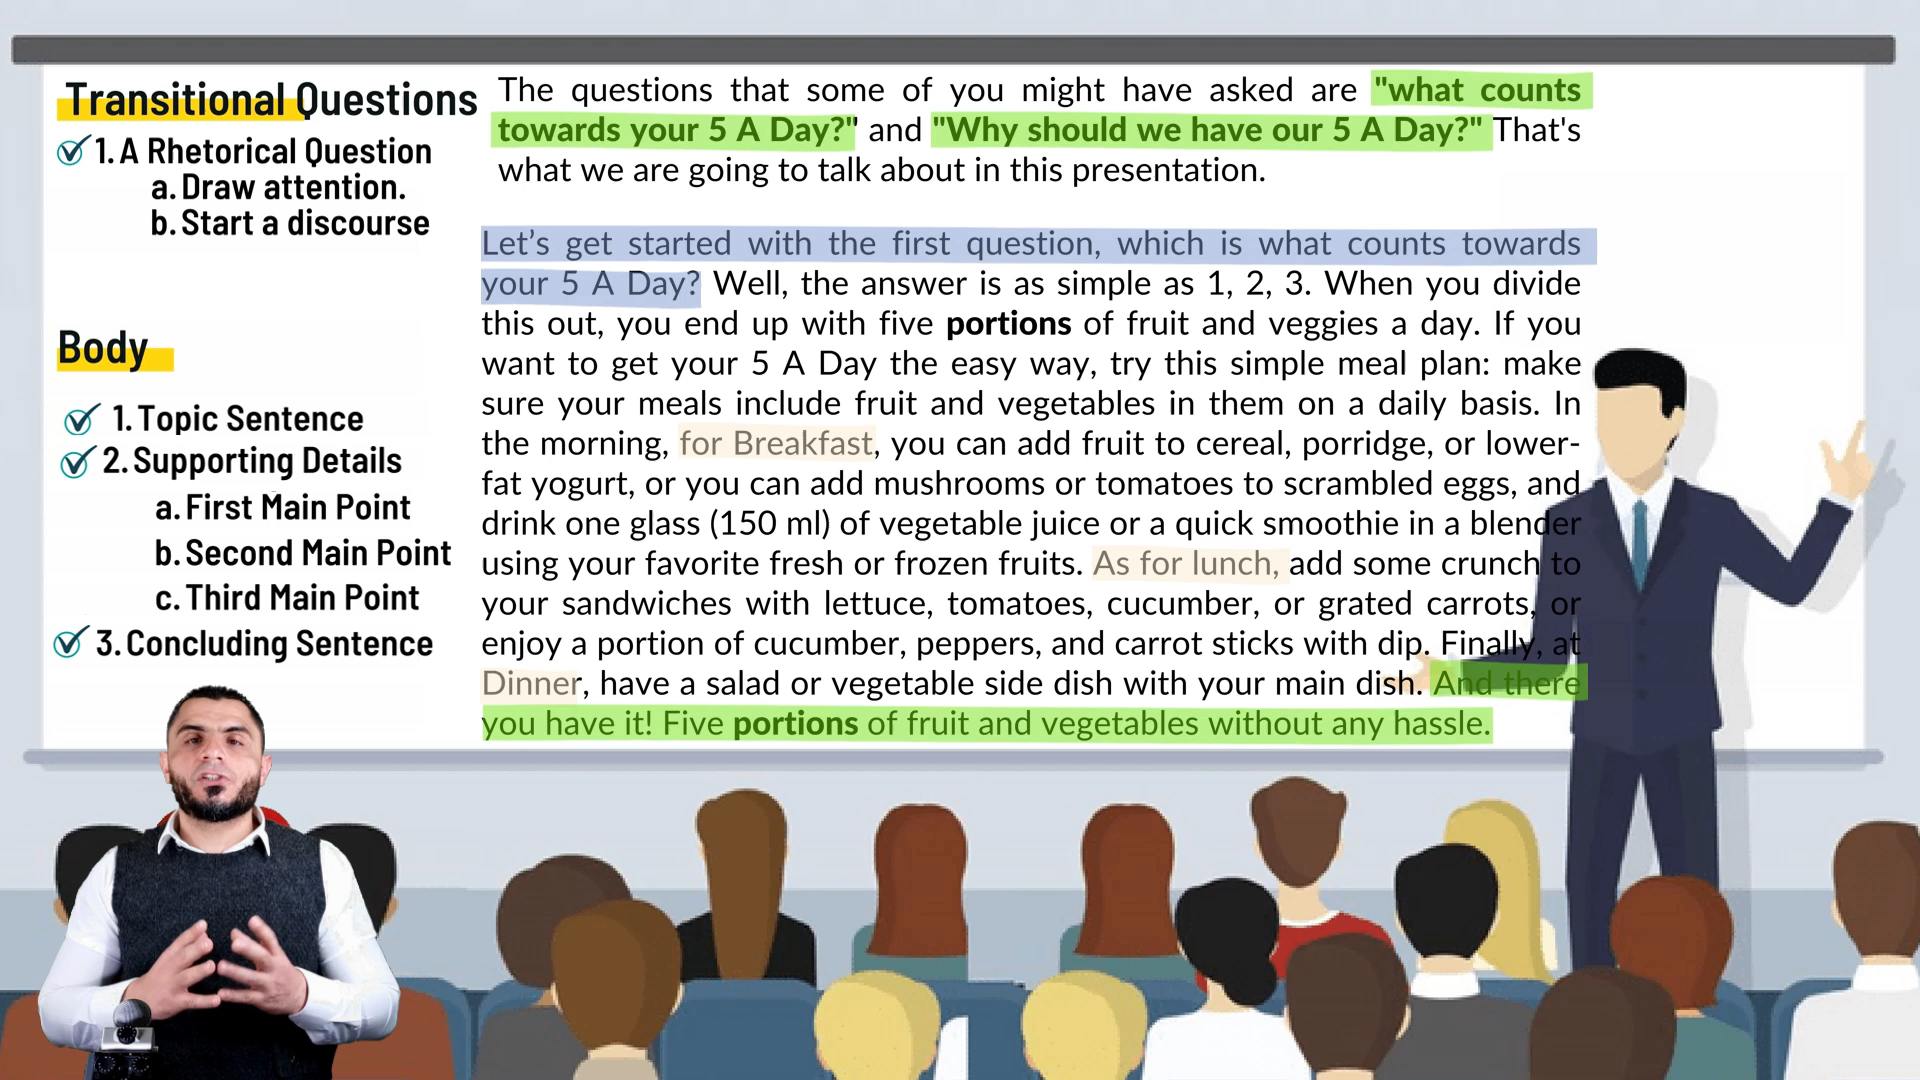 Transitional Questions
1. A Rhetorical Question
a. Draw attention.
b. Start a discourse
Body
1. Topic Sentence
2. Supporting Details
a. First Main Point
b. Second Main Point
c. Third Main Point
3. Concluding Sentence
The questions that some of you might have asked are "what counts
towards your 5 A Day?" and "Why should we have our 5 A Day?" That's
what we are going to talk about in this presentation.
Let's get started with the first question, which is what counts towards
your 5 A Day? Well, the answer is as simple as 1, 2, 3. When you divide
this out, you end up with five portions of fruit and veggies a day. If you
want to get your 5 A Day the easy way, try this simple meal plan: make
sure your meals include fruit and vegetables in them on a daily basis. In
the morning, for Breakfast, you can add fruit to cereal, porridge, or lower-
fat yogurt, or you can add mushrooms or tomatoes to scrambled eggs, and
drink one glass (150 ml) of vegetable juice or a quick smoothie in a blender
using your favorite fresh or frozen fruits. As for lunch, add some crunch to
your sandwiches with lettuce, tomatoes, cucumber, or grated carrots, or
enjoy a portion of cucumber, peppers, and carrot sticks with dip. Finally, at
Dinner, have a salad or vegetable side dish with your main dish. And there
you have it! Five portions of fruit and vegetables without any hassle.